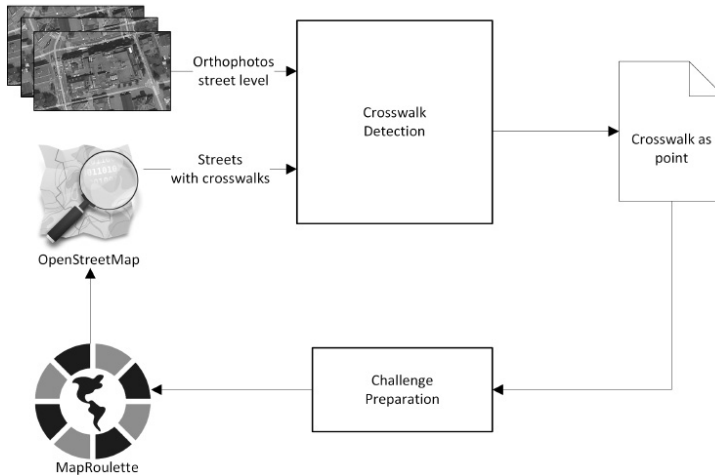 Orthophotos
street level
Crosswalk
Detection
Crosswalk as
point
Streets
with crosswalks
OpenStreetMap
Challenge
Preparation
MapRoulette